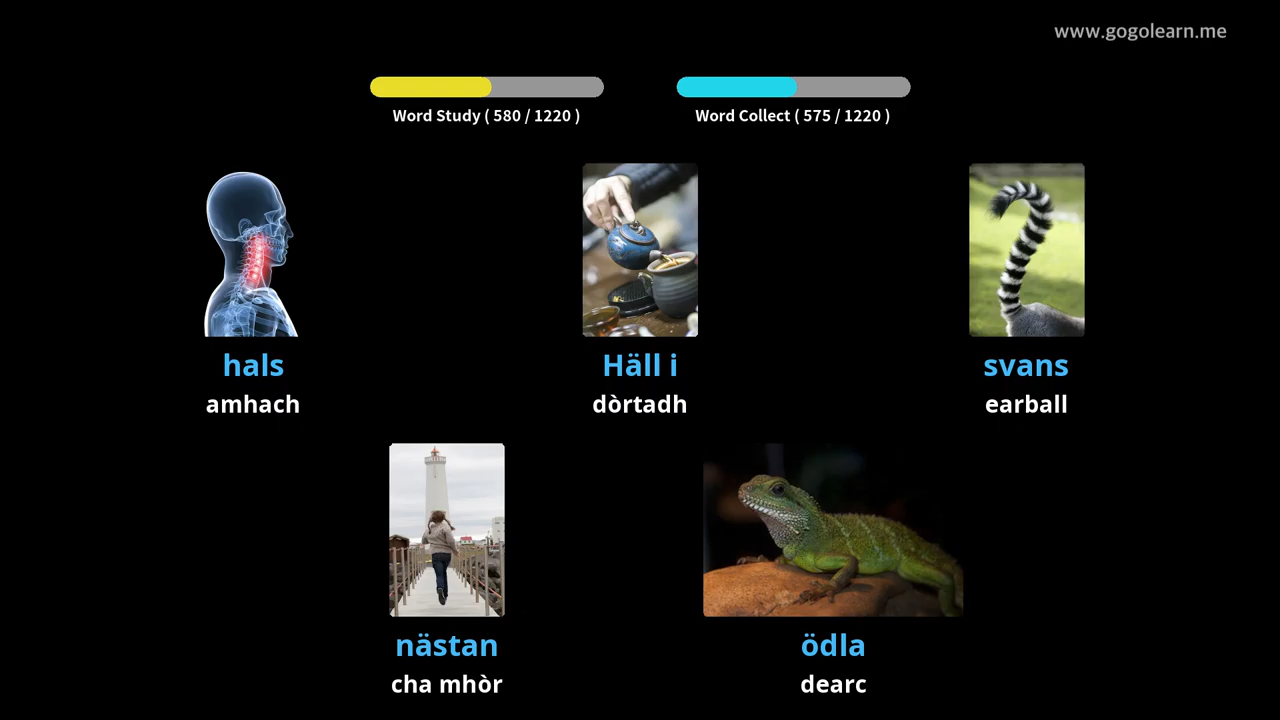 www.gogolearn.me
Word Study ( 580 / 1220 )
Word Collect ( 575 / 1220 )
hals
amhach
Häll i
dòrtadh
svans
earball
nästan
cha mhòr
ödla
dearc